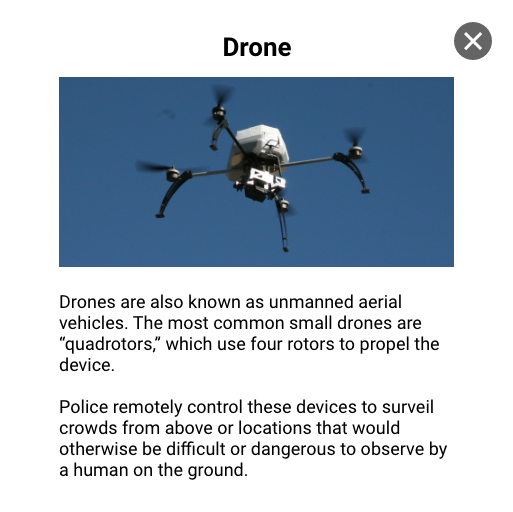 Drone
Drones are also known as unmanned aerial
vehicles. The most common small drones are
“quadrotors,” which use four rotors to propel the
device.
Police remotely control these devices to surveil
crowds from above or locations that would
otherwise be difficult or dangerous to observe by
a human on the ground.